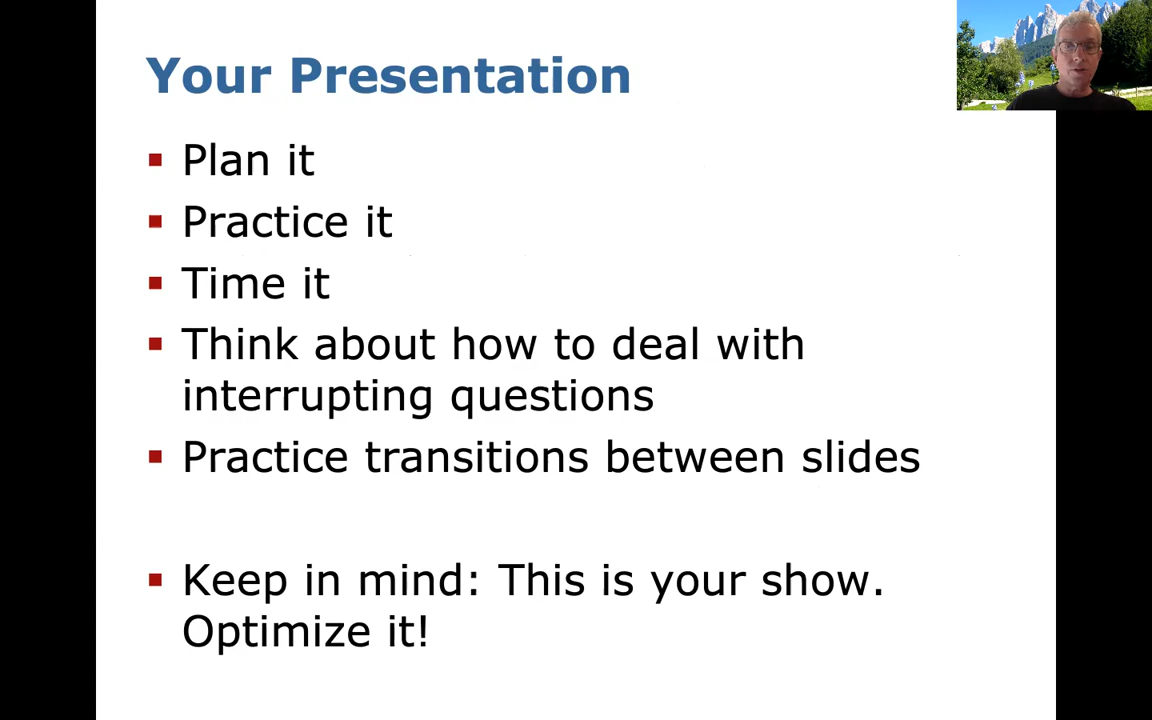 Your Presentation
Plan it
Practice it
Time it
Think about how to deal with
interrupting questions
Practice transitions between slides
Keep in mind: This is your show.
Optimize it!